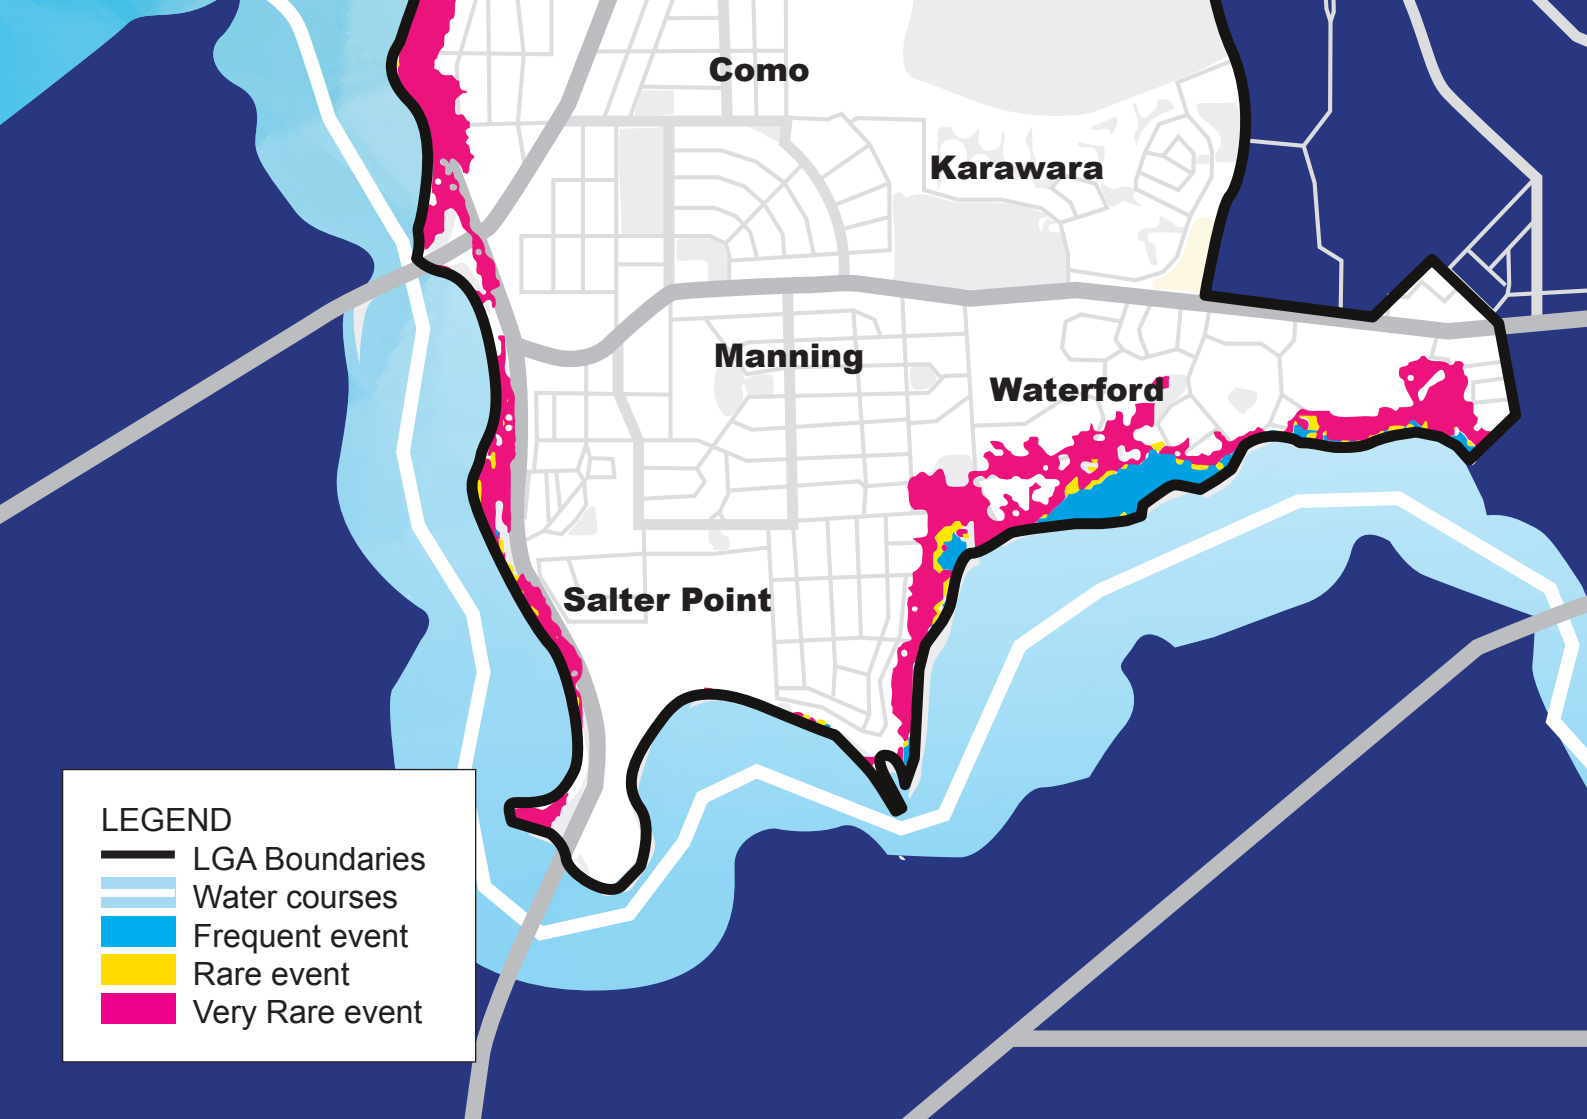 Como
Karawara
Manning
Waterford
Salter Point
LEGEND
LGA Boundaries
Water courses
Frequent event
Rare event
Very Rare event